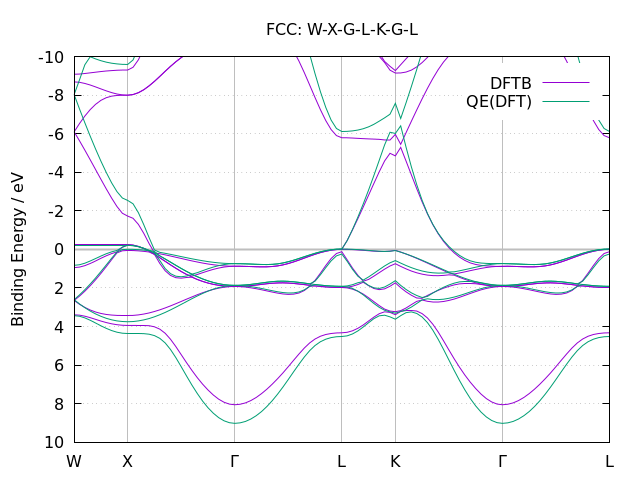 FCC: W-X-G-L-K-G-L
DFTB
QE(DFT)
Binding Energy / eV
-10
-8
-6
-4
-2
0
2
4
6
8
10
W X Γ L K Γ L